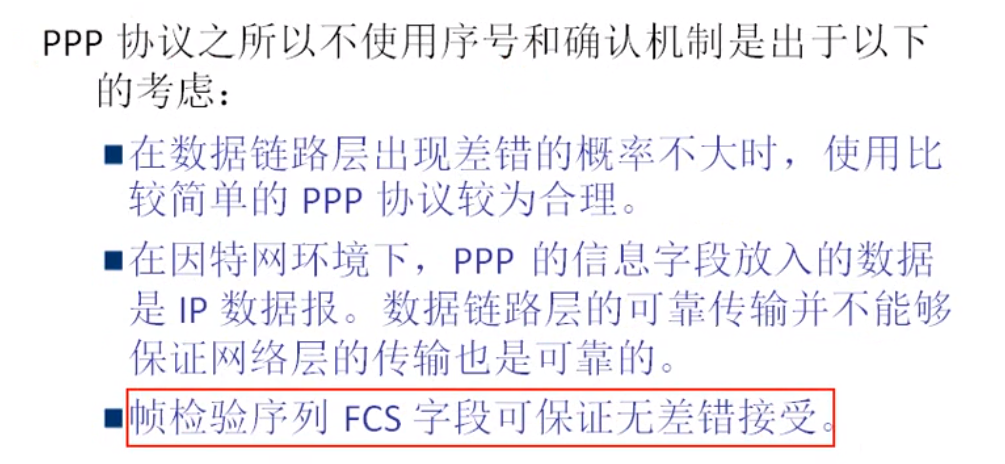 PPP 协议之所以不使用序号和确认机制是出于以下
的考虑：
■在数据链路层出现差错的概率不大时，使用比
较简单的 PPP 协议较为合理。
■在因特网环境下，PPP 的信息字段放入的数据
是 IP 数据报。数据链路层的可靠传输并不能够
保证网络层的传输也是可靠的。
■帧检验序列 FCS 字段可保证无差错接受。